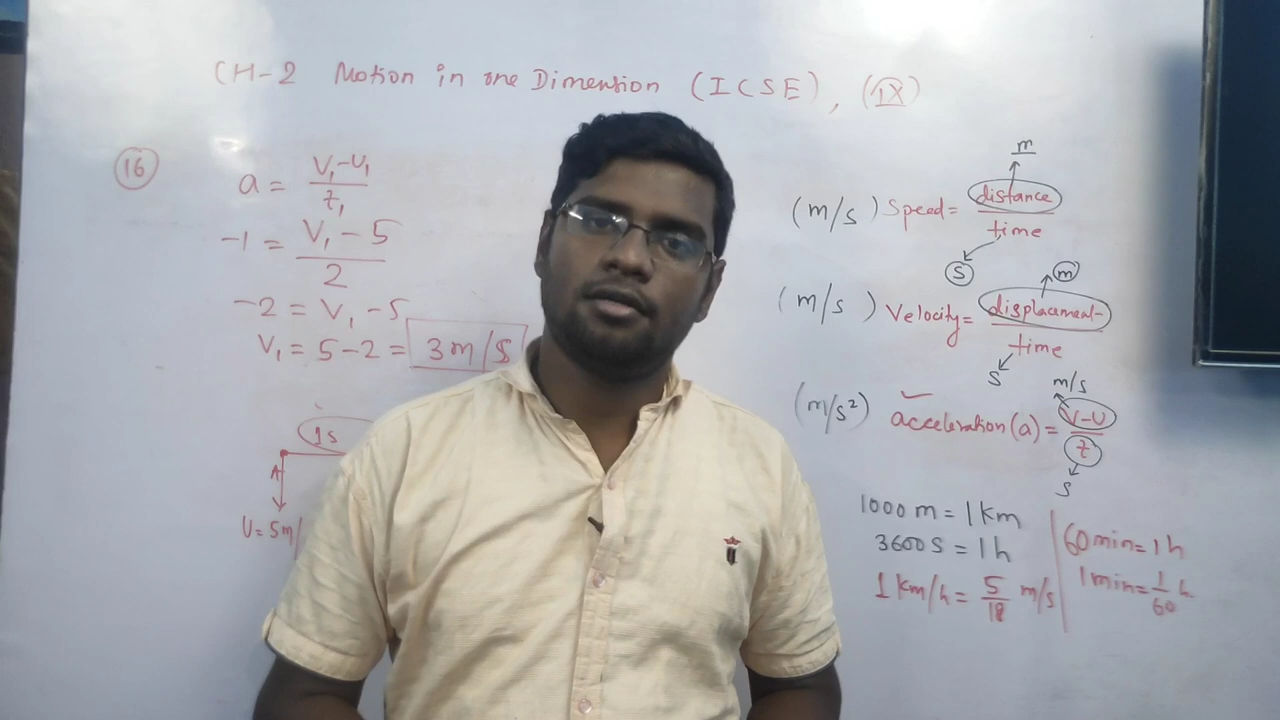 CH-2 Motion in one Dimension (ICSE), (IX)
16
a = V₁-U₁ / t₁
-1 = V₁ - 5 / 2
-2 = V₁ - 5
V₁ = 5 - 2 = 3m/s
1s
A
U = 5m/
m
(m/s) Speed = distance / time
s
m
(m/s) Velocity = displacement / time
s
m/s
(m/s²) acceleration (a) = V-U / t
s
1000 m = 1 Km
3600 S = 1 h
1 Km/h = 5/18 m/s
60 min = 1 h
1 min = 1/60 h